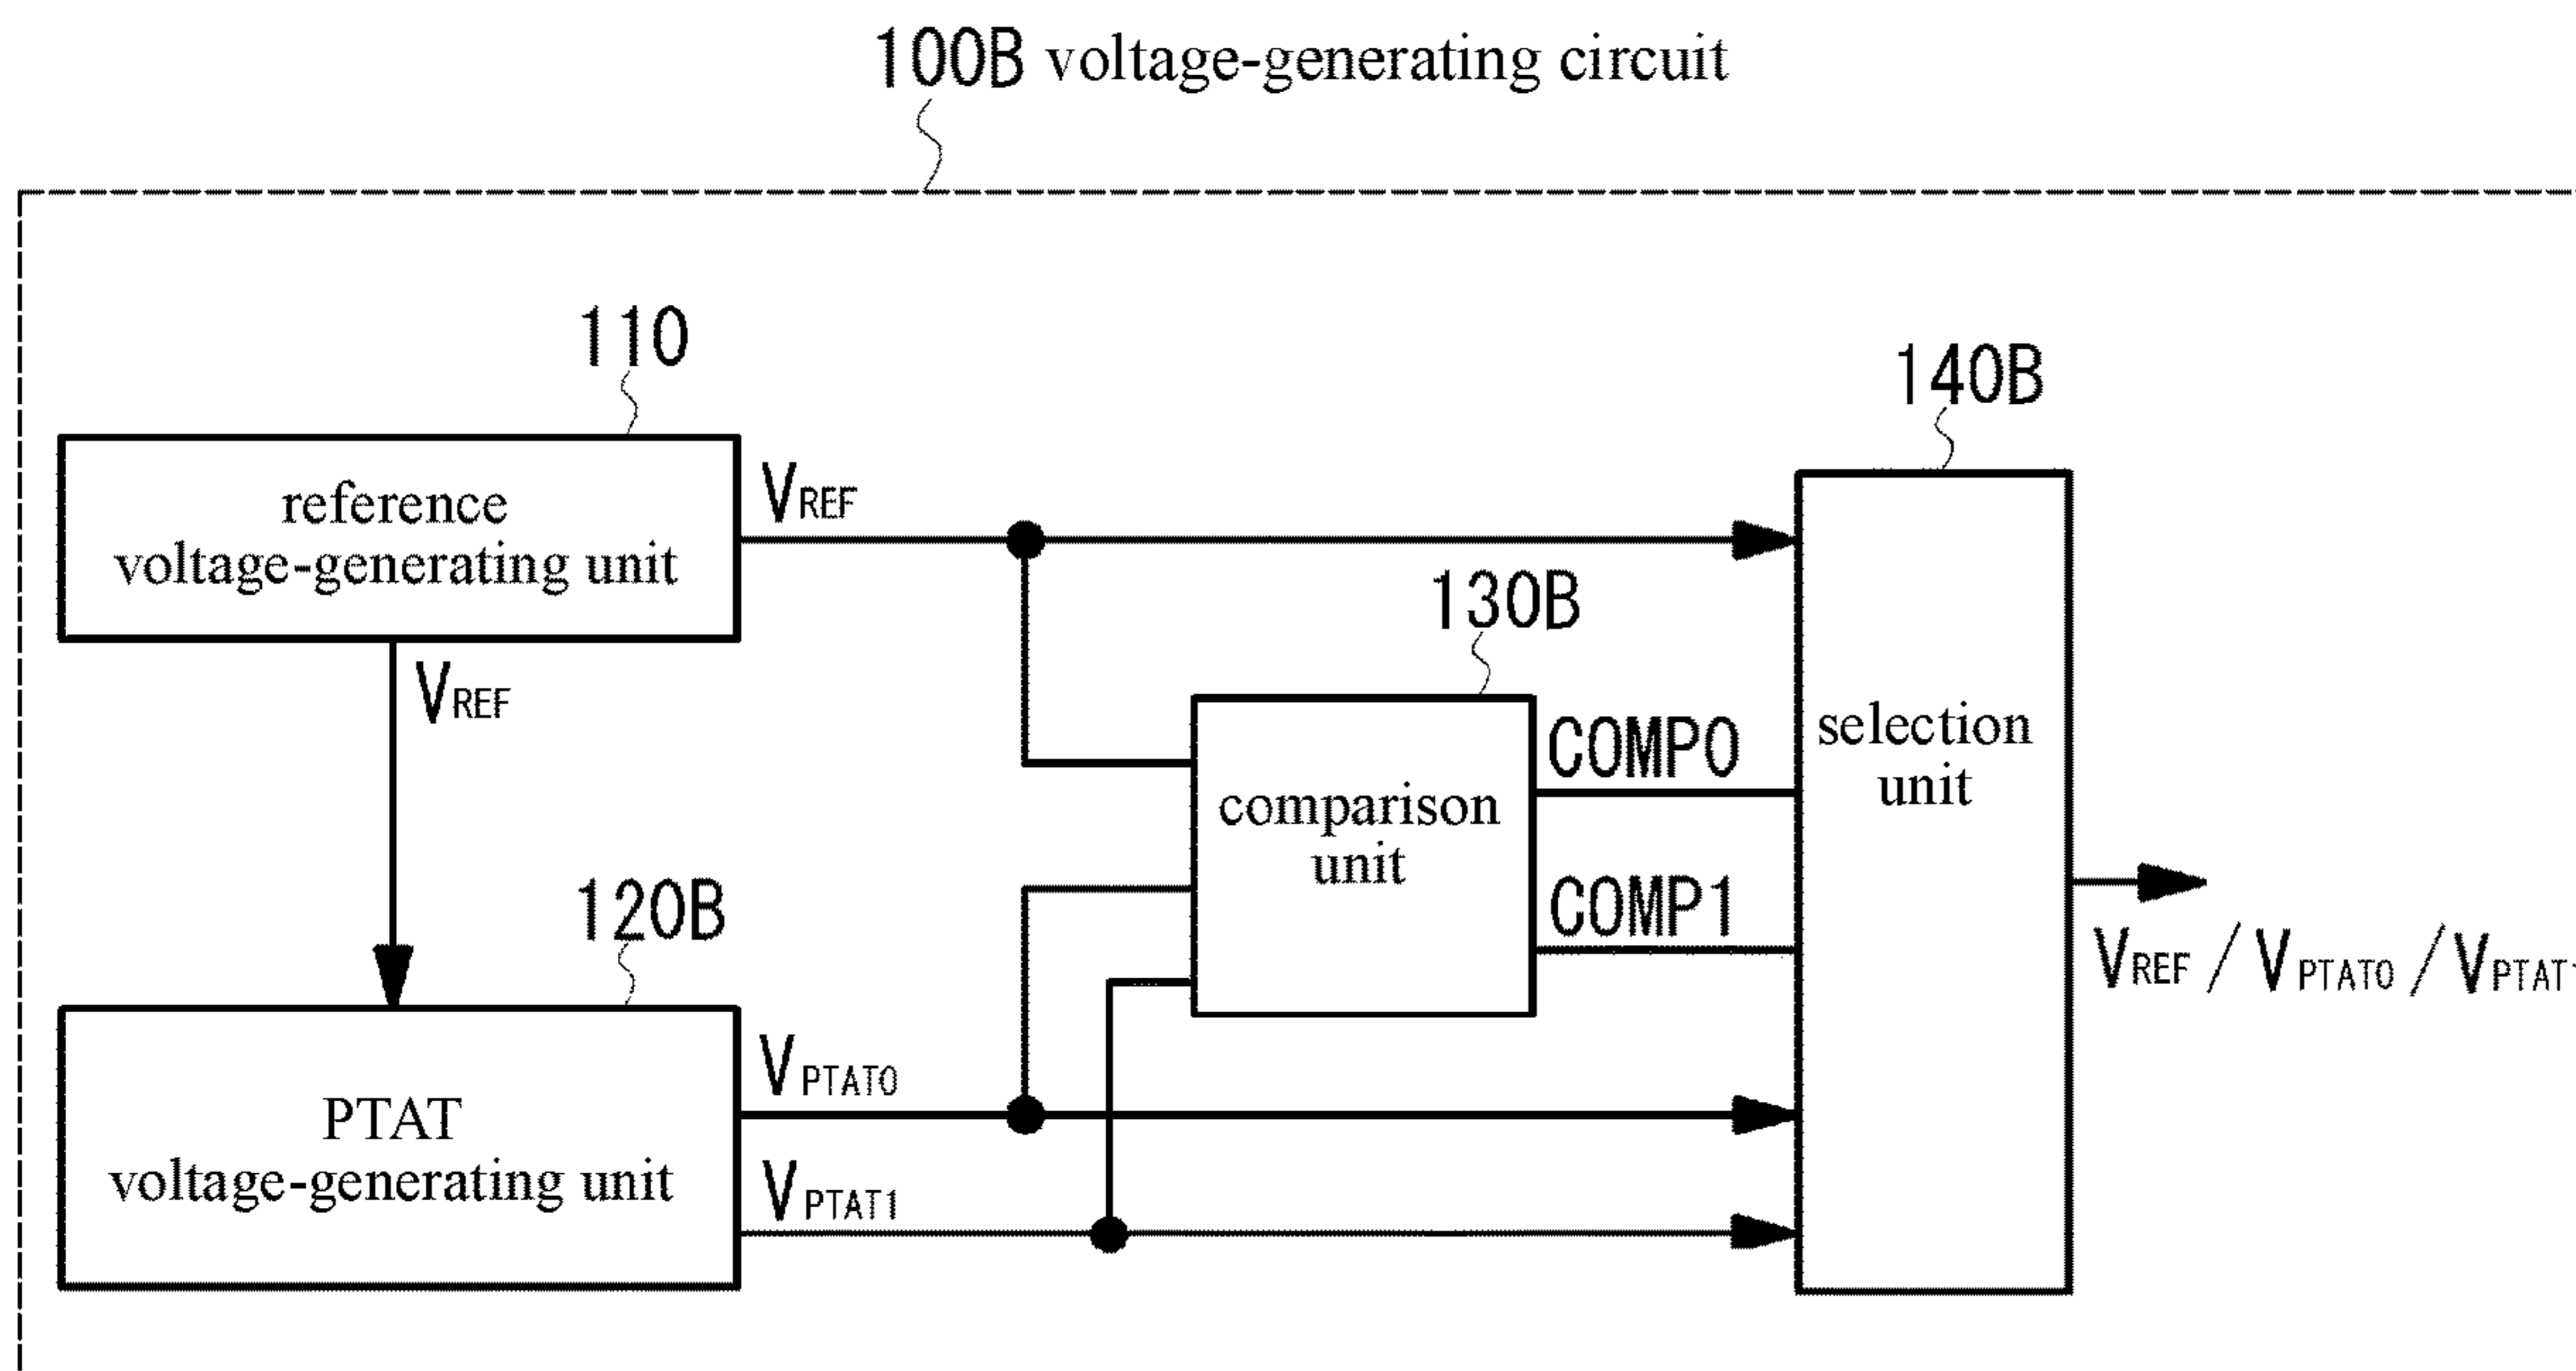 100B voltage-generating circuit
110
reference
voltage-generating unit
VREF
VREF
140B
selection
unit
130B
comparison
unit
COMP0
COMP1
120B
PTAT
voltage-generating unit
VPTAT0
VPTAT1
VREF / VPTAT0 / VPTAT1